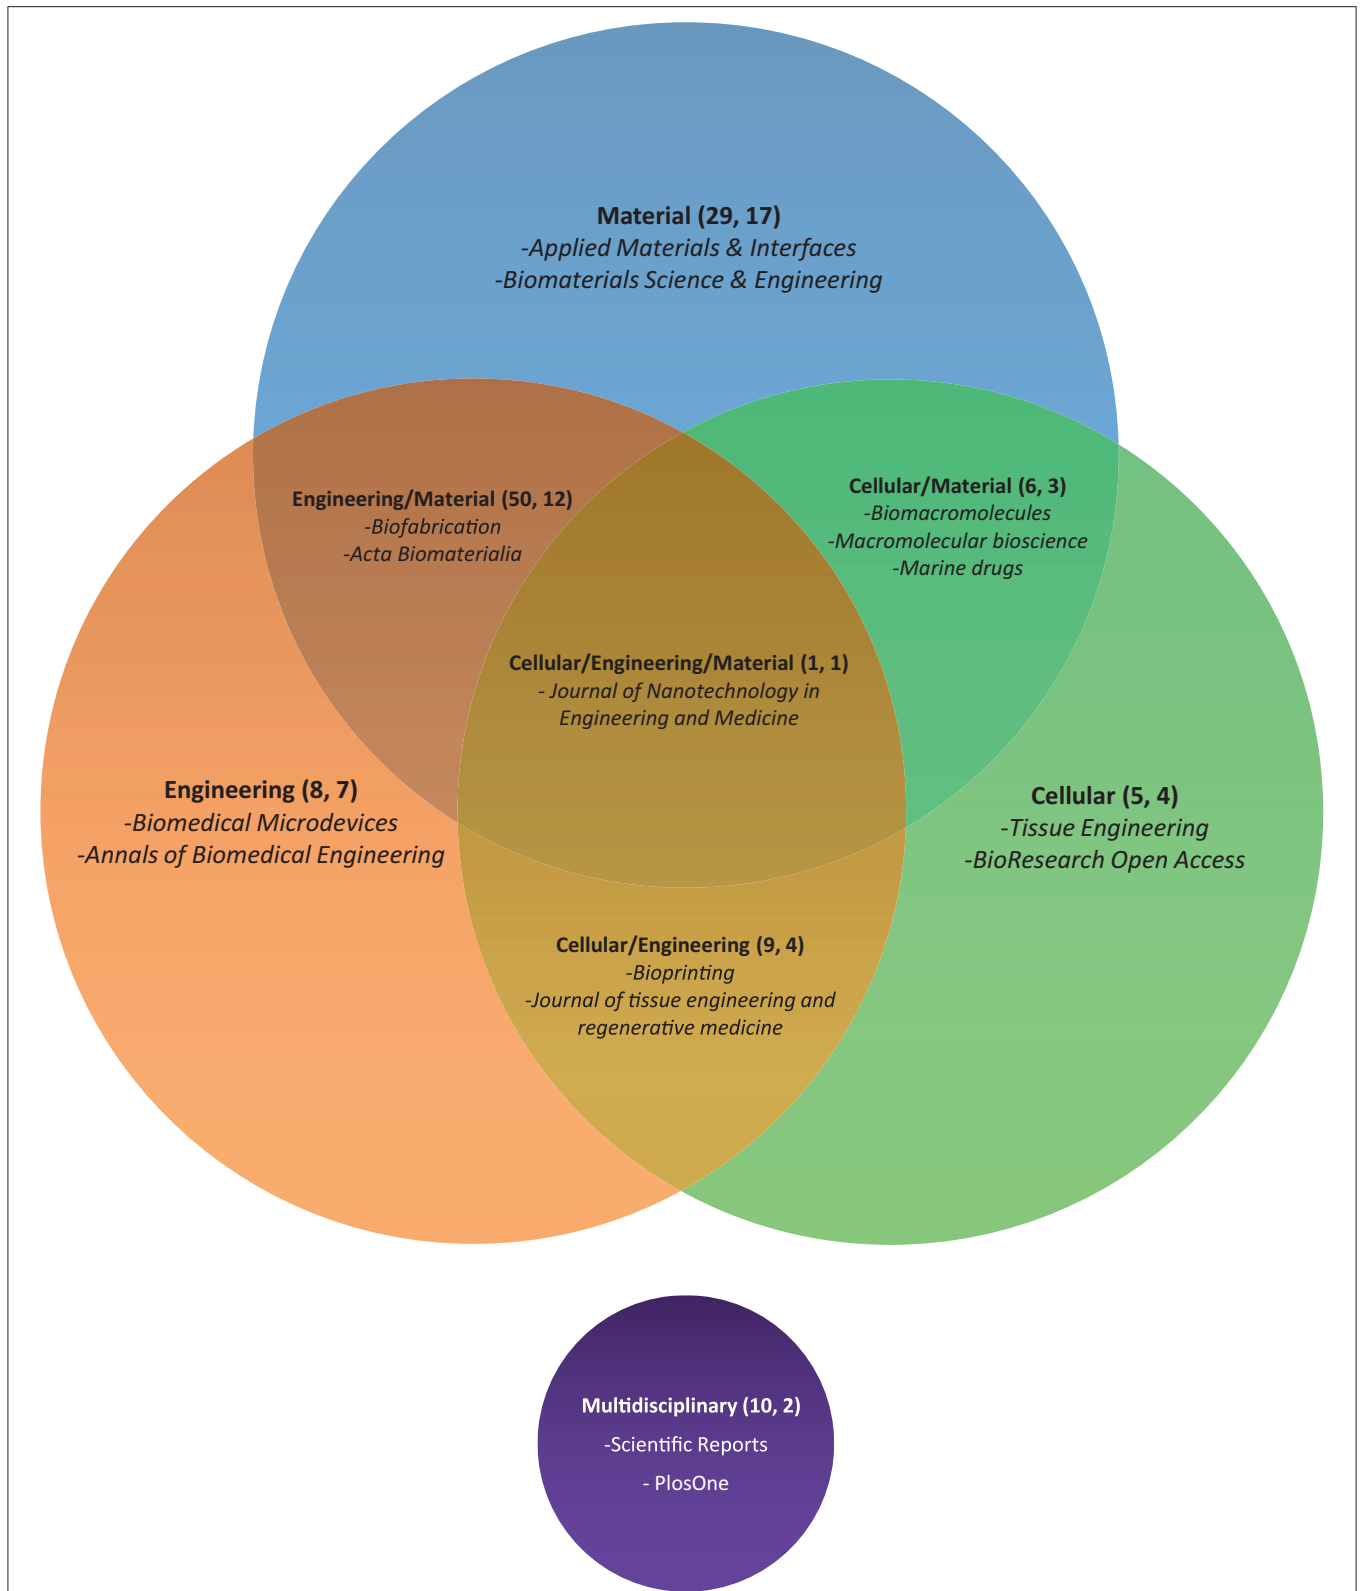 Material (29, 17)
-Applied Materials & Interfaces
-Biomaterials Science & Engineering
Engineering/Material (50, 12)
-Biofabrication
-Acta Biomaterialia
Cellular/Material (6, 3)
-Biomacromolecules
-Macromolecular bioscience
-Marine drugs
Cellular/Engineering/Material (1, 1)
- Journal of Nanotechnology in
Engineering and Medicine
Engineering (8, 7)
-Biomedical Microdevices
-Annals of Biomedical Engineering
Cellular (5, 4)
-Tissue Engineering
-BioResearch Open Access
Cellular/Engineering (9, 4)
-Bioprinting
-Journal of tissue engineering and
regenerative medicine
Multidisciplinary (10, 2)
-Scientific Reports
- PlosOne